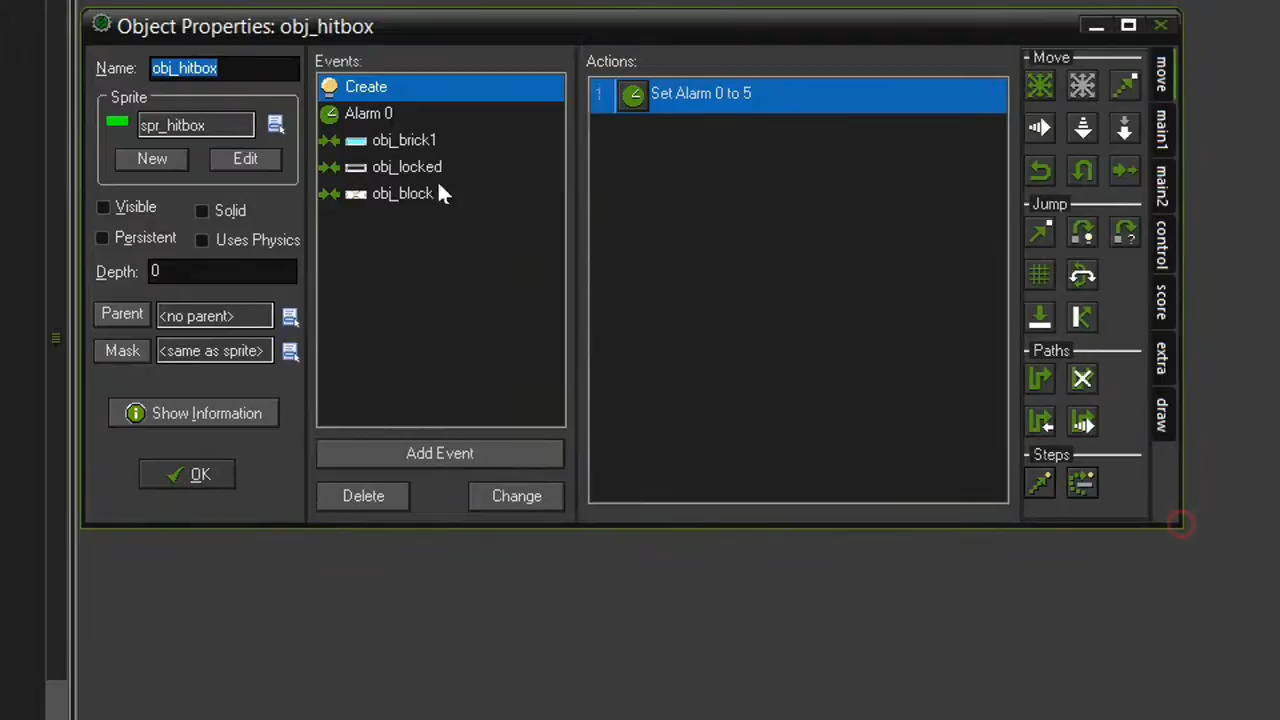 Object Properties: obj_hitbox
Name: obj_hitbox
Sprite
spr_hitbox
New Edit
Visible Solid
Persistent Uses Physics
Depth: 0
Parent <no parent>
Mask <same as sprite>
Show Information
OK
Events:
Create
Alarm 0
obj_brick1
obj_locked
obj_block
Add Event
Delete Change
Actions:
1 Set Alarm 0 to 5
Move
Jump
Paths
Steps
move
main1
main2
control
score
extra
draw